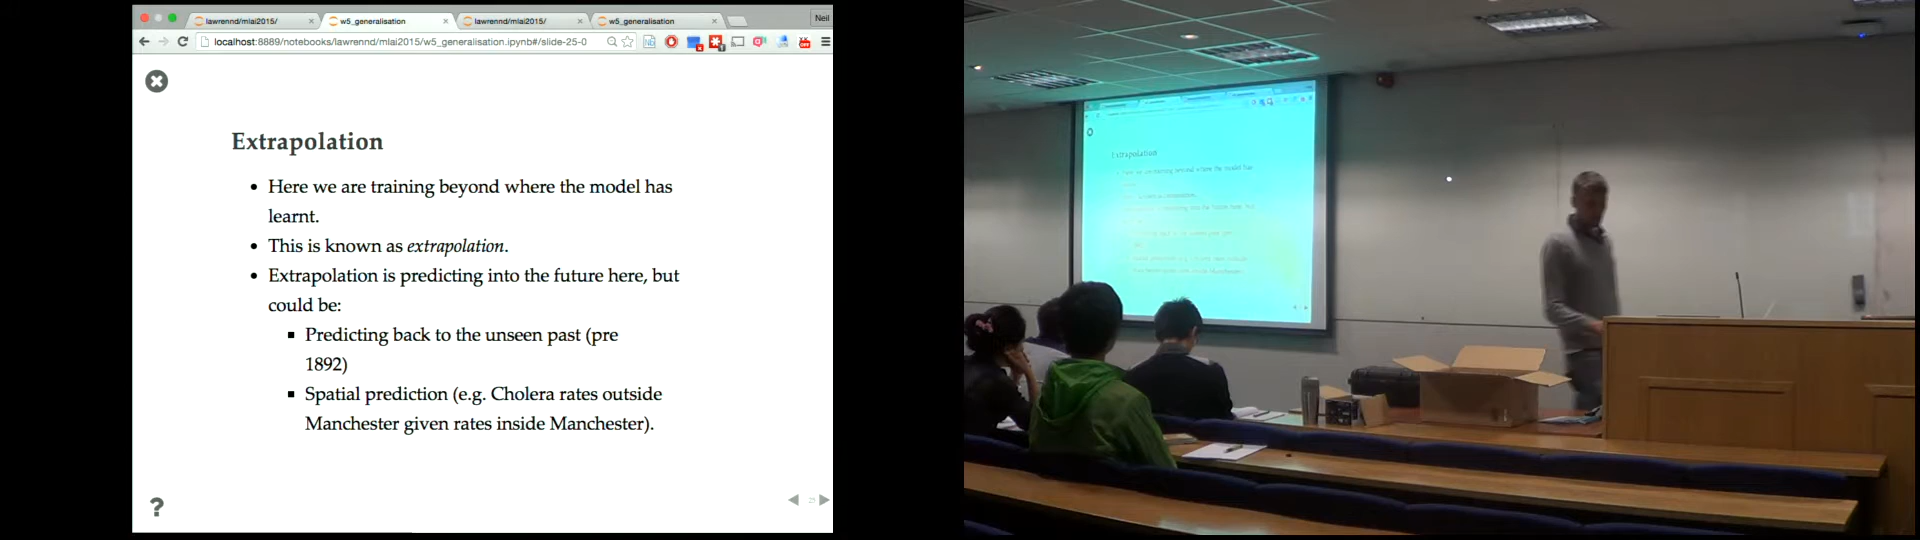 lawrennd/mlai2015/
w5_generalisation
lawrennd/mlai2015/
w5_generalisation
Neil
localhost:8889/notebooks/lawrennd/mlai2015/w5_generalisation.ipynb#/slide-25-0
Extrapolation
• Here we are training beyond where the model has
learnt.
• This is known as extrapolation.
• Extrapolation is predicting into the future here, but
could be:
▪ Predicting back to the unseen past (pre
1892)
▪ Spatial prediction (e.g. Cholera rates outside
Manchester given rates inside Manchester).
?
Extrapolation